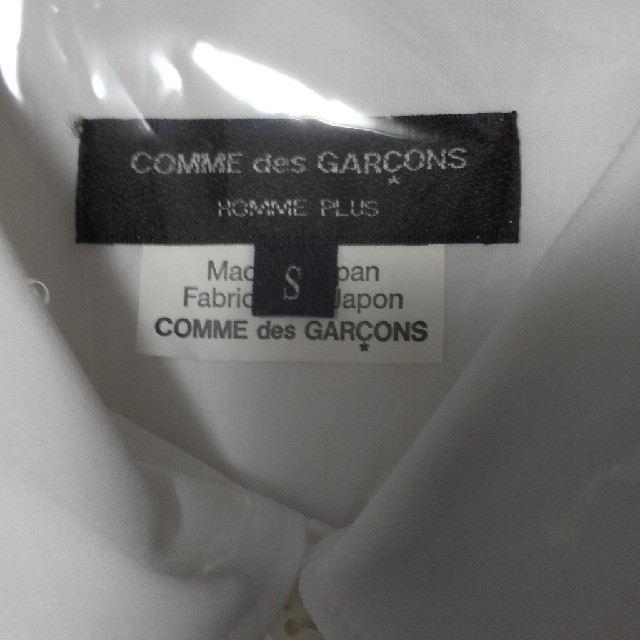 COMME des GARÇONS
HOMME PLUS
S
Mac pan
Fabric Japon
COMME des GARÇONS